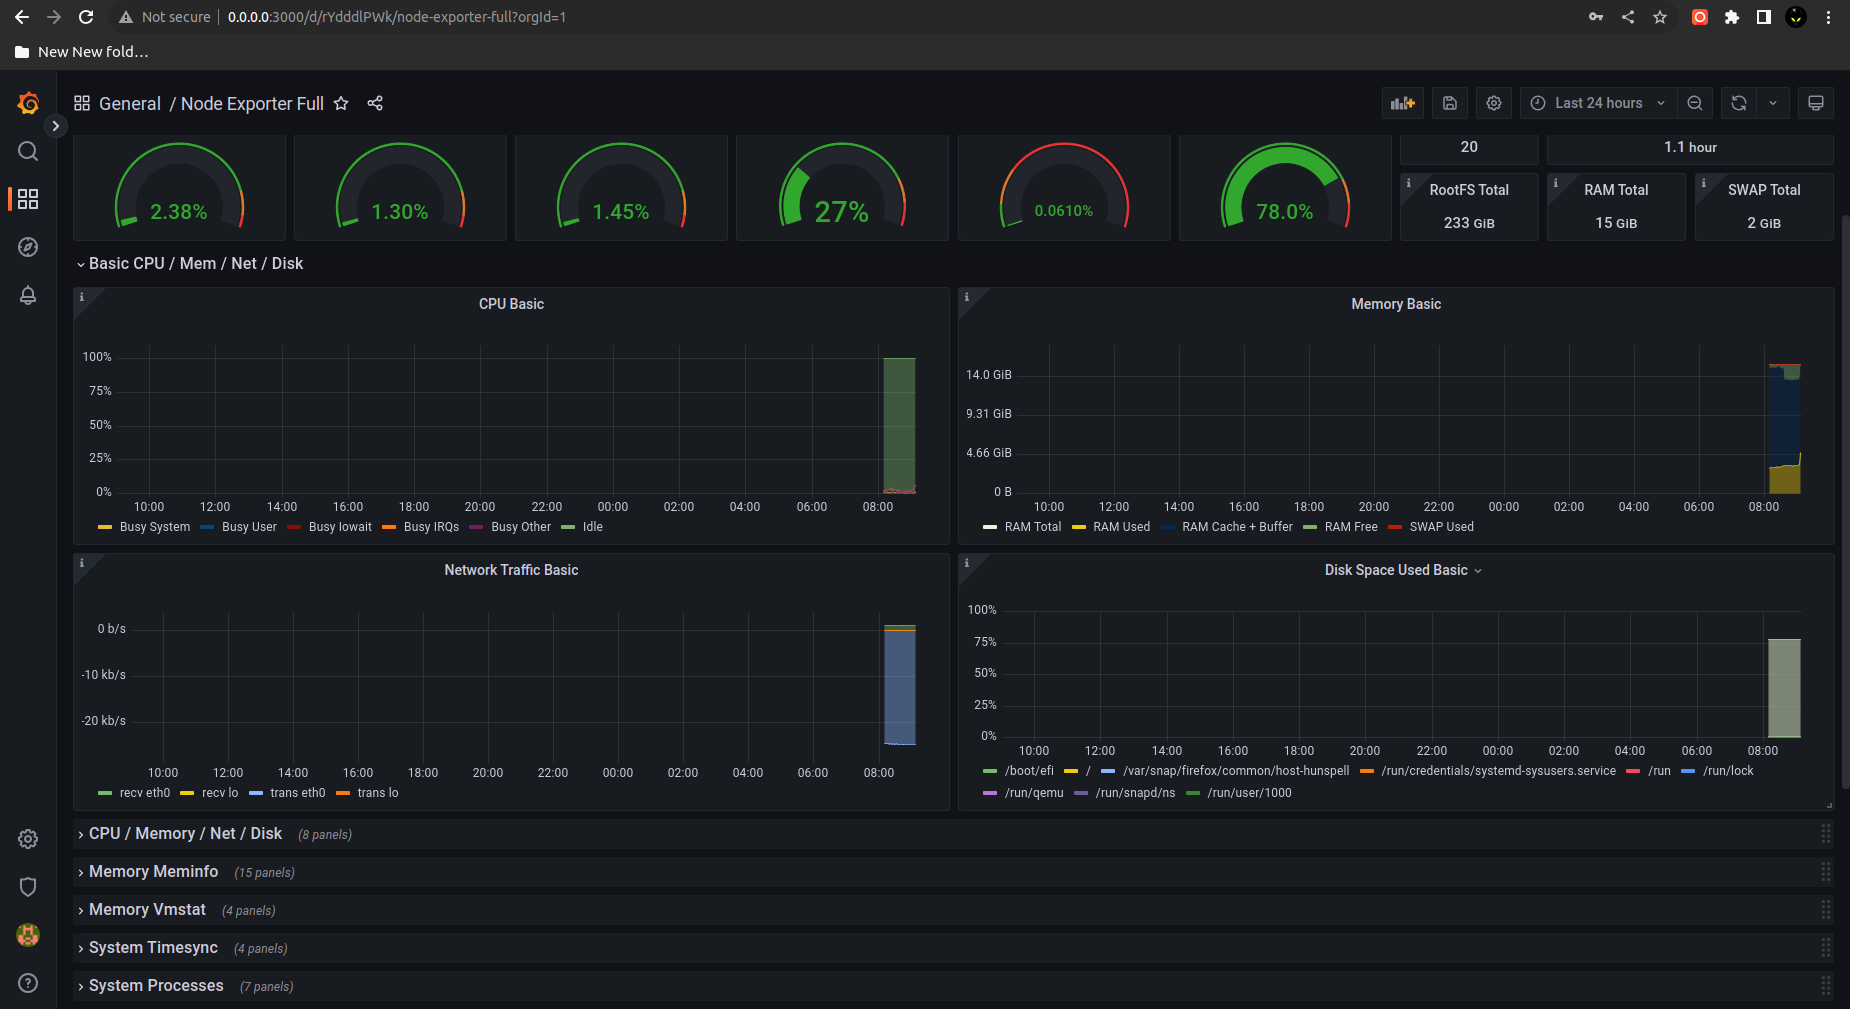 Not secure 0.0.0.0:3000/d/rYdddlPWk/node-exporter-full?orgId=1
New New fold...
General / Node Exporter Full
Last 24 hours
2.38%
1.30%
1.45%
27%
0.0610%
78.0%
20
1.1 hour
RootFS Total
233 GiB
RAM Total
15 GiB
SWAP Total
2 GiB
Basic CPU / Mem / Net / Disk
CPU Basic
100%
75%
50%
25%
0%
10:00 12:00 14:00 16:00 18:00 20:00 22:00 00:00 02:00 04:00 06:00 08:00
Busy System Busy User Busy Iowait Busy IRQs Busy Other Idle
Memory Basic
14.0 GiB
9.31 GiB
4.66 GiB
0 B
10:00 12:00 14:00 16:00 18:00 20:00 22:00 00:00 02:00 04:00 06:00 08:00
RAM Total RAM Used RAM Cache + Buffer RAM Free SWAP Used
Network Traffic Basic
0 b/s
-10 kb/s
-20 kb/s
10:00 12:00 14:00 16:00 18:00 20:00 22:00 00:00 02:00 04:00 06:00 08:00
recv eth0 recv lo trans eth0 trans lo
Disk Space Used Basic
100%
75%
50%
25%
0%
10:00 12:00 14:00 16:00 18:00 20:00 22:00 00:00 02:00 04:00 06:00 08:00
/boot/efi / /var/snap/firefox/common/host-hunspell /run/credentials/systemd-sysusers.service /run /run/lock
/run/qemu /run/snapd/ns /run/user/1000
CPU / Memory / Net / Disk (8 panels)
Memory Meminfo (15 panels)
Memory Vmstat (4 panels)
System Timesync (4 panels)
System Processes (7 panels)